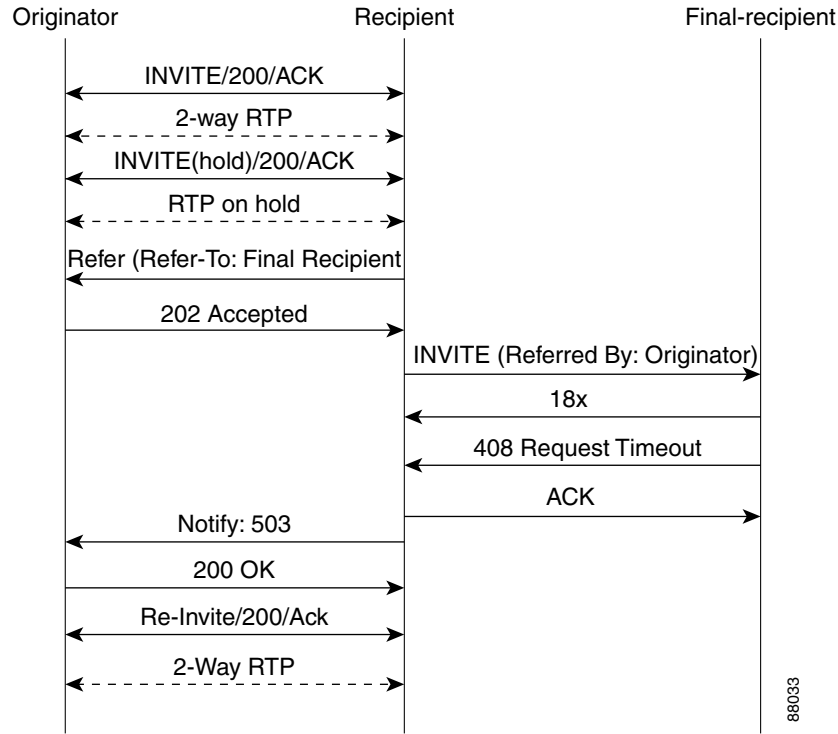 Originator
Recipient
Final-recipient
INVITE/200/ACK
2-way RTP
INVITE(hold)/200/ACK
RTP on hold
Refer (Refer-To: Final Recipient
202 Accepted
INVITE (Referred By: Originator)
18x
408 Request Timeout
ACK
Notify: 503
200 OK
Re-Invite/200/Ack
2-Way RTP
88033